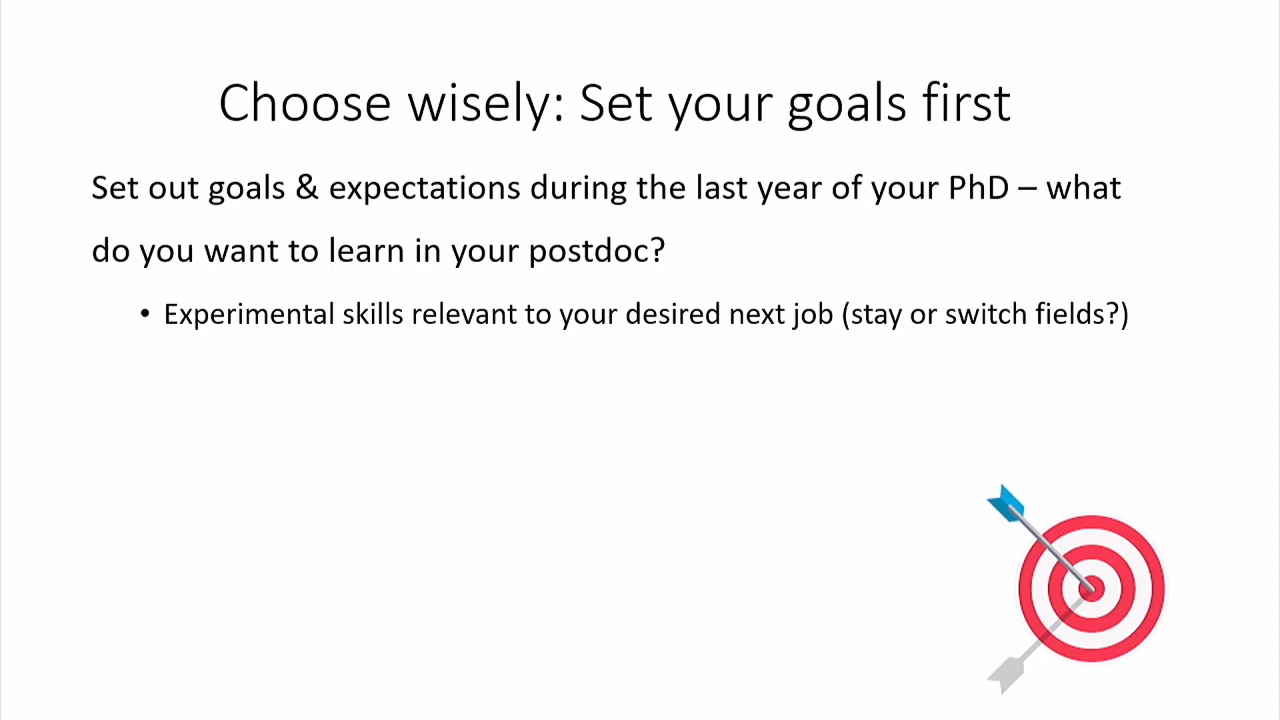 Choose wisely: Set your goals first
Set out goals & expectations during the last year of your PhD – what
do you want to learn in your postdoc?
• Experimental skills relevant to your desired next job (stay or switch fields?)